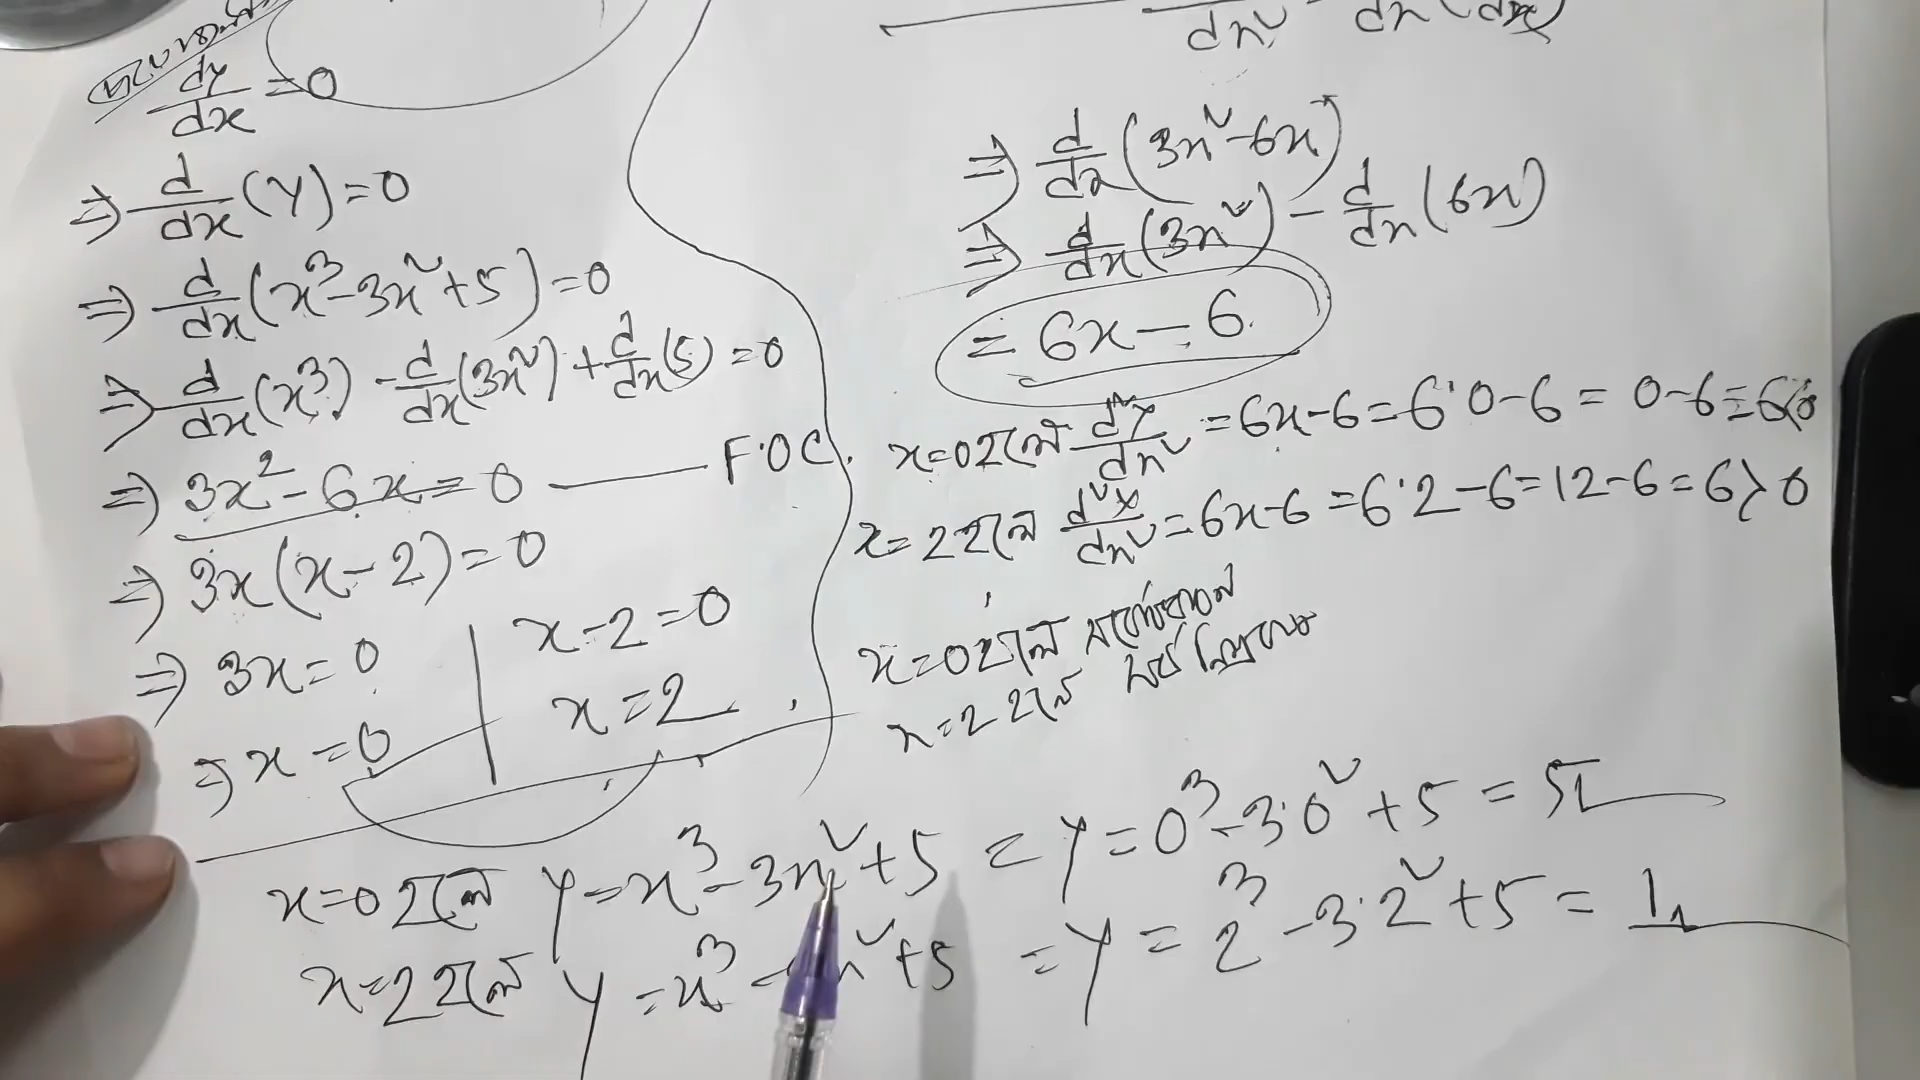 dy/dx = 0
⇒ d/dx (y) = 0
⇒ d/dx (x³ - 3x² + 5) = 0
⇒ d/dx (x³) - d/dx (3x²) + d/dx (5) = 0
⇒ 3x² - 6x = 0 — F.O.C.
⇒ 3x (x - 2) = 0
⇒ 3x = 0 | x - 2 = 0
⇒ x = 0 | x = 2
⇒ d/dx (3x² - 6x)
⇒ d/dx (3x²) - d/dx (6x)
= 6x - 6
x = 0 হলে d²y/dx² = 6x - 6 = 6·0 - 6 = 0 - 6 = 6 < 0
x = 2 হলে d²y/dx² = 6x - 6 = 6·2 - 6 = 12 - 6 = 6 > 0
x = 0 হলে
x = 2 হলে
x = 0 হলে y = x³ - 3x² + 5 = y = 0³ - 3·0² + 5 = 5
x = 2 হলে y = x³ - x² + 5 = y = 2³ - 3·2² + 5 = 1